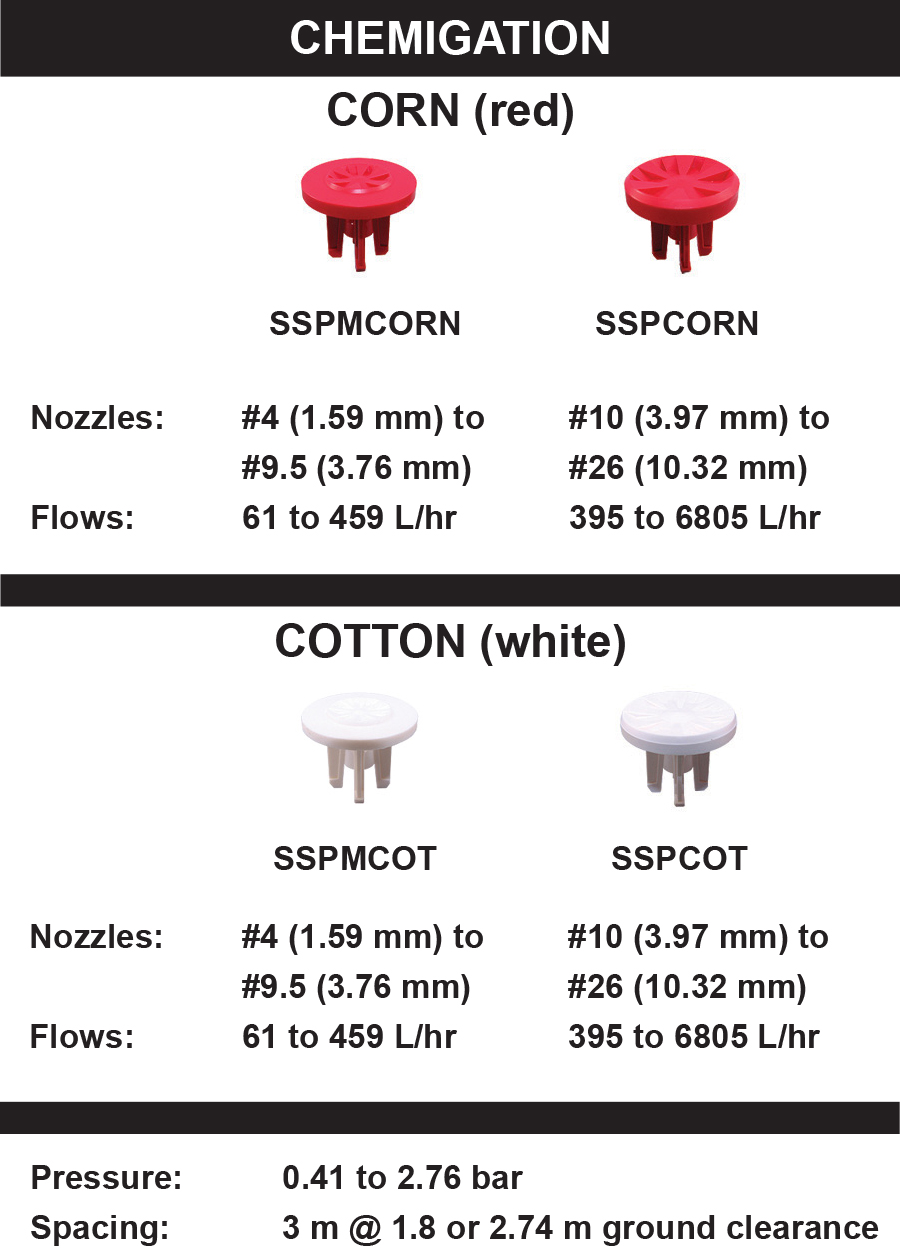 CHEMIGATION
CORN (red)
SSPMCORN SSPCORN
Nozzles: #4 (1.59 mm) to #10 (3.97 mm) to
#9.5 (3.76 mm) #26 (10.32 mm)
Flows: 61 to 459 L/hr 395 to 6805 L/hr
COTTON (white)
SSPMCOT SSPCOT
Nozzles: #4 (1.59 mm) to #10 (3.97 mm) to
#9.5 (3.76 mm) #26 (10.32 mm)
Flows: 61 to 459 L/hr 395 to 6805 L/hr
Pressure: 0.41 to 2.76 bar
Spacing: 3 m @ 1.8 or 2.74 m ground clearance